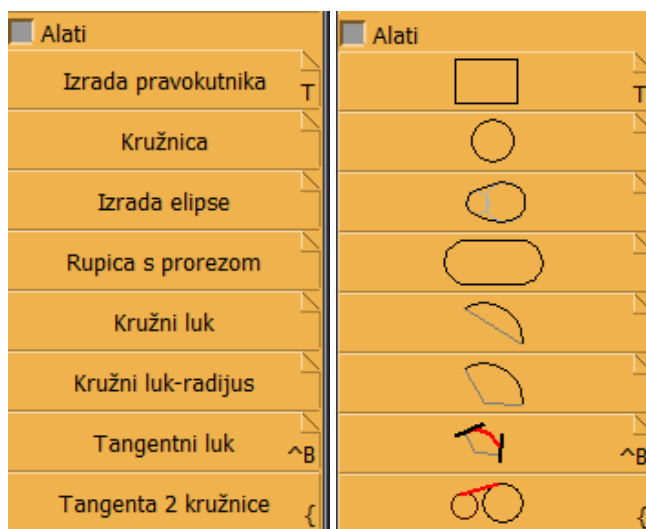 Alati
Izrada pravokutnika T
Kružnica
Izrada elipse
Rupica s prorezom
Kružni luk
Kružni luk-radijus
Tangentni luk ^B
Tangenta 2 kružnice {
Alati
T
^B
{